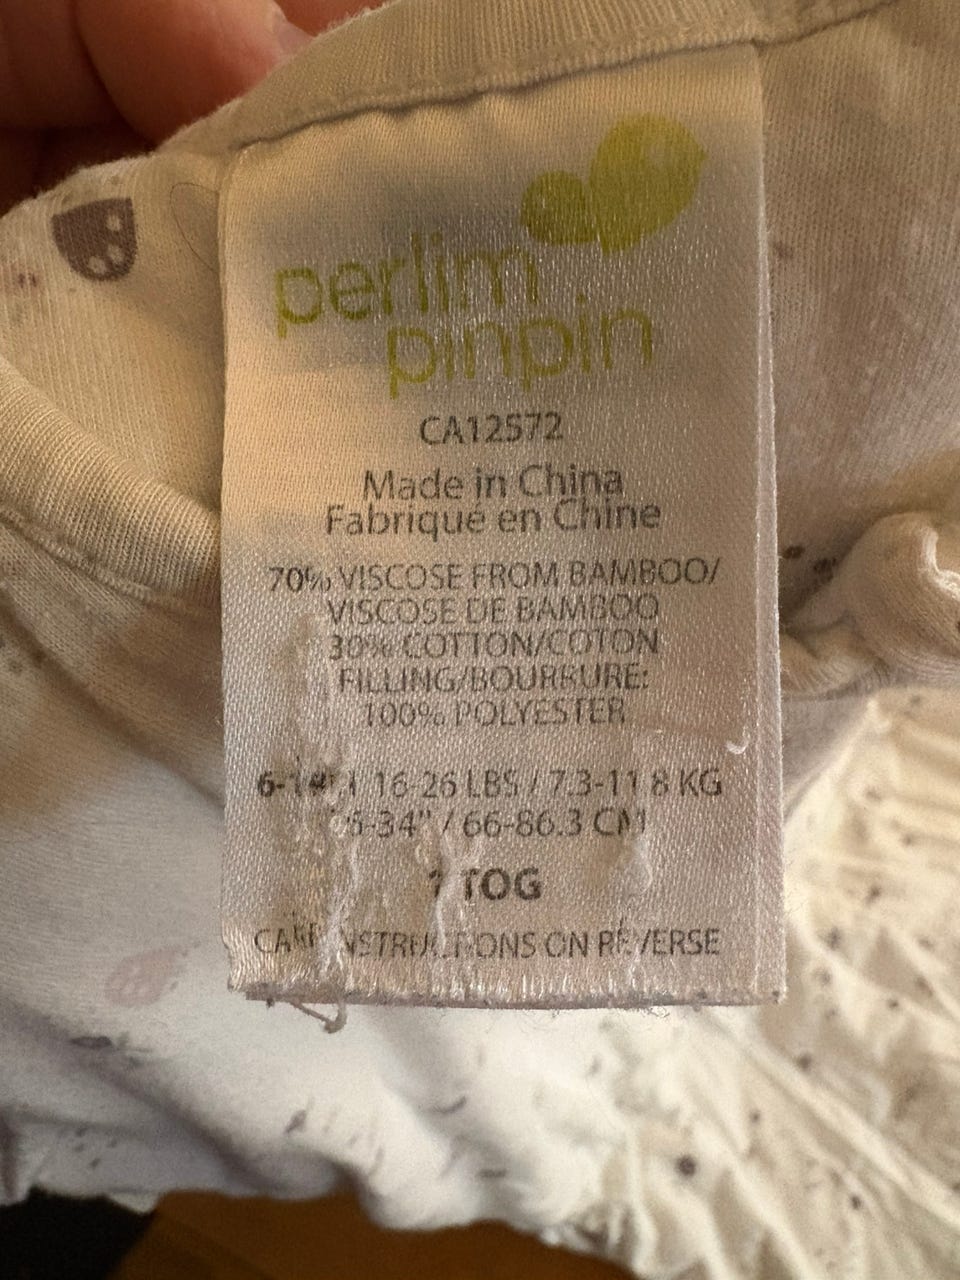 perlim
pinpin
CA12572
Made in China
Fabriqué en Chine
70% VISCOSE FROM BAMBOO/
VISCOSE DE BAMBOO
30% COTTON/COTON
FILLING/BOURRURE:
100% POLYESTER
16-26 LBS / 7.3-11.8 KG
/ 66-86.3 CM
TOG
CARE INSTRUCTIONS ON REVERSE